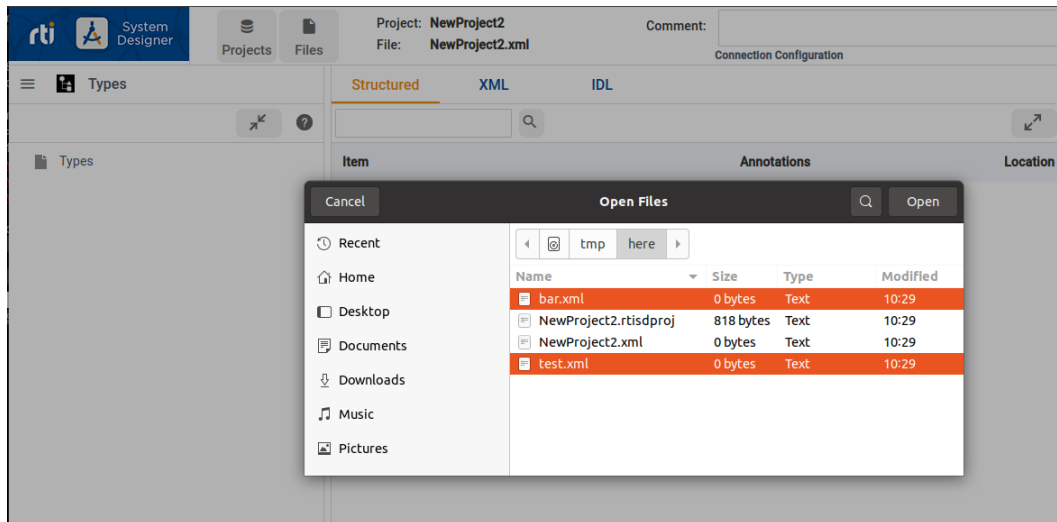 rti System Designer
Projects
Files
Project: NewProject2
File: NewProject2.xml
Comment:
Connection Configuration
Types
Structured XML IDL
Types
Item Annotations Location
Cancel Open Files Open
Recent
Home
Desktop
Documents
Downloads
Music
Pictures
tmp here
Name Size Type Modified
bar.xml 0 bytes Text 10:29
NewProject2.rtisdproj 818 bytes Text 10:29
NewProject2.xml 0 bytes Text 10:29
test.xml 0 bytes Text 10:29